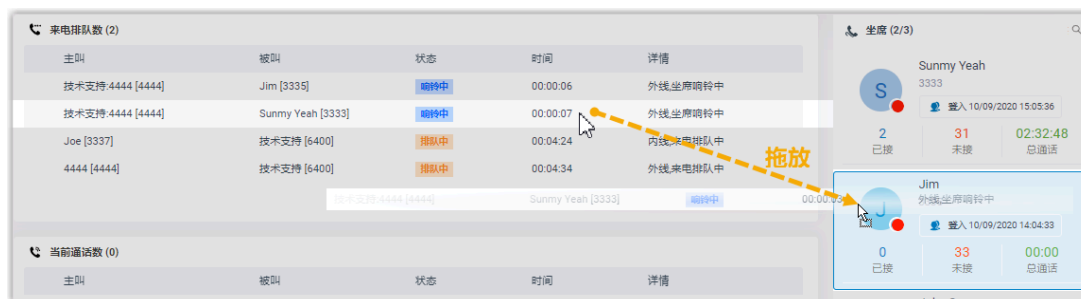 来电排队数 (2)
主叫 被叫 状态 时间 详情
技术支持:4444 [4444] Jim [3335] 响铃中 00:00:06 外线,坐席响铃中
技术支持:4444 [4444] Sunmy Yeah [3333] 响铃中 00:00:07 外线,坐席响铃中
Joe [3337] 技术支持 [6400] 排队中 00:04:24 内线,来电排队中
4444 [4444] 技术支持 [6400] 排队中 00:04:34 外线,来电排队中
技术支持:4444 [4444] Sunmy Yeah [3333] 响铃中 00:00:03 外线,坐席响铃中
拖放
当前通话数 (0)
主叫 被叫 状态 时间 详情
坐席 (2/3)
S
Sunmy Yeah
3333
登入 10/09/2020 15:05:36
2 31 02:32:48
已接 未接 总通话
J
Jim
登入 10/09/2020 14:04:33
0 33 00:00
已接 未接 总通话